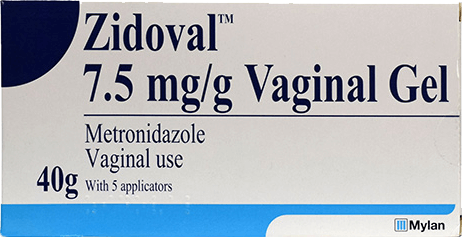 Zidoval™
7.5 mg/g Vaginal Gel
Metronidazole
Vaginal use
40g With 5 applicators
Mylan